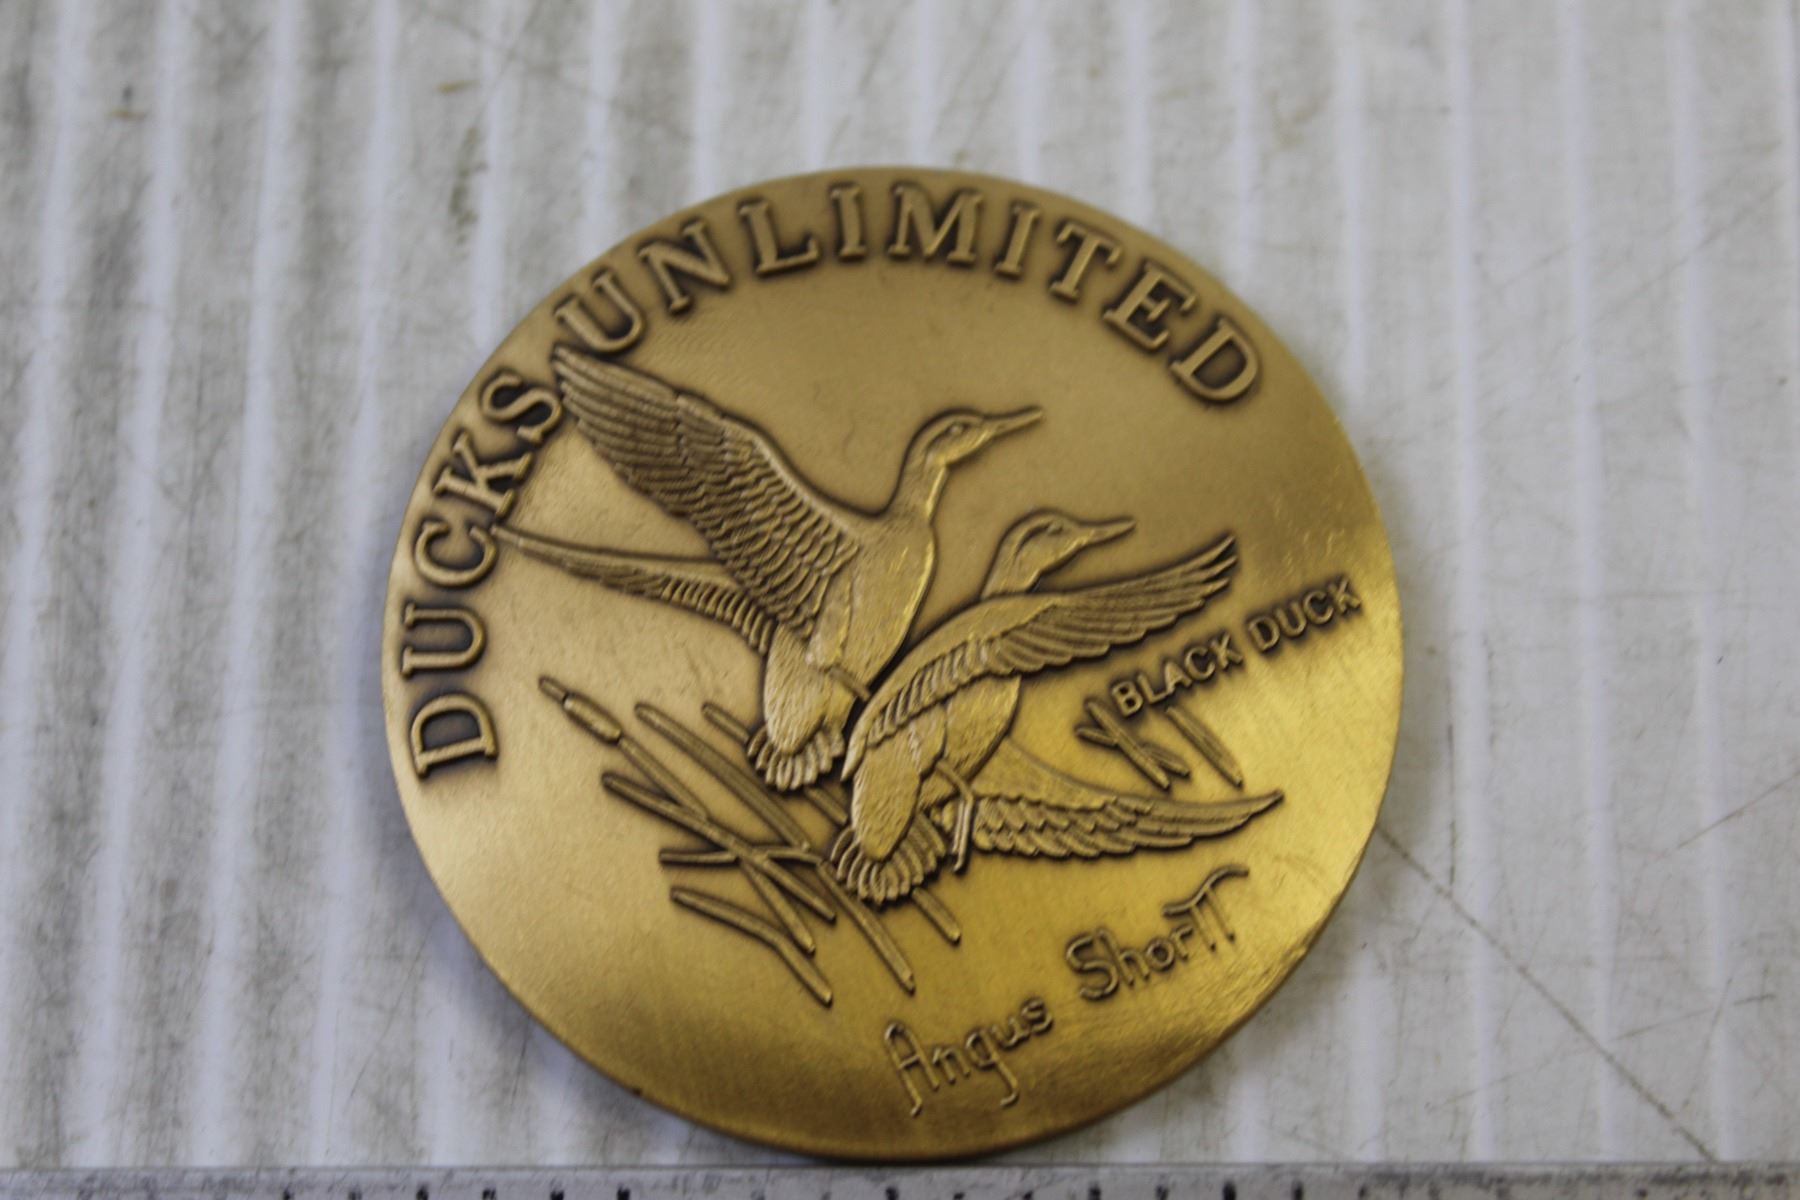 DUCKS UNLIMITED
BLACK DUCK
Angus Shortt